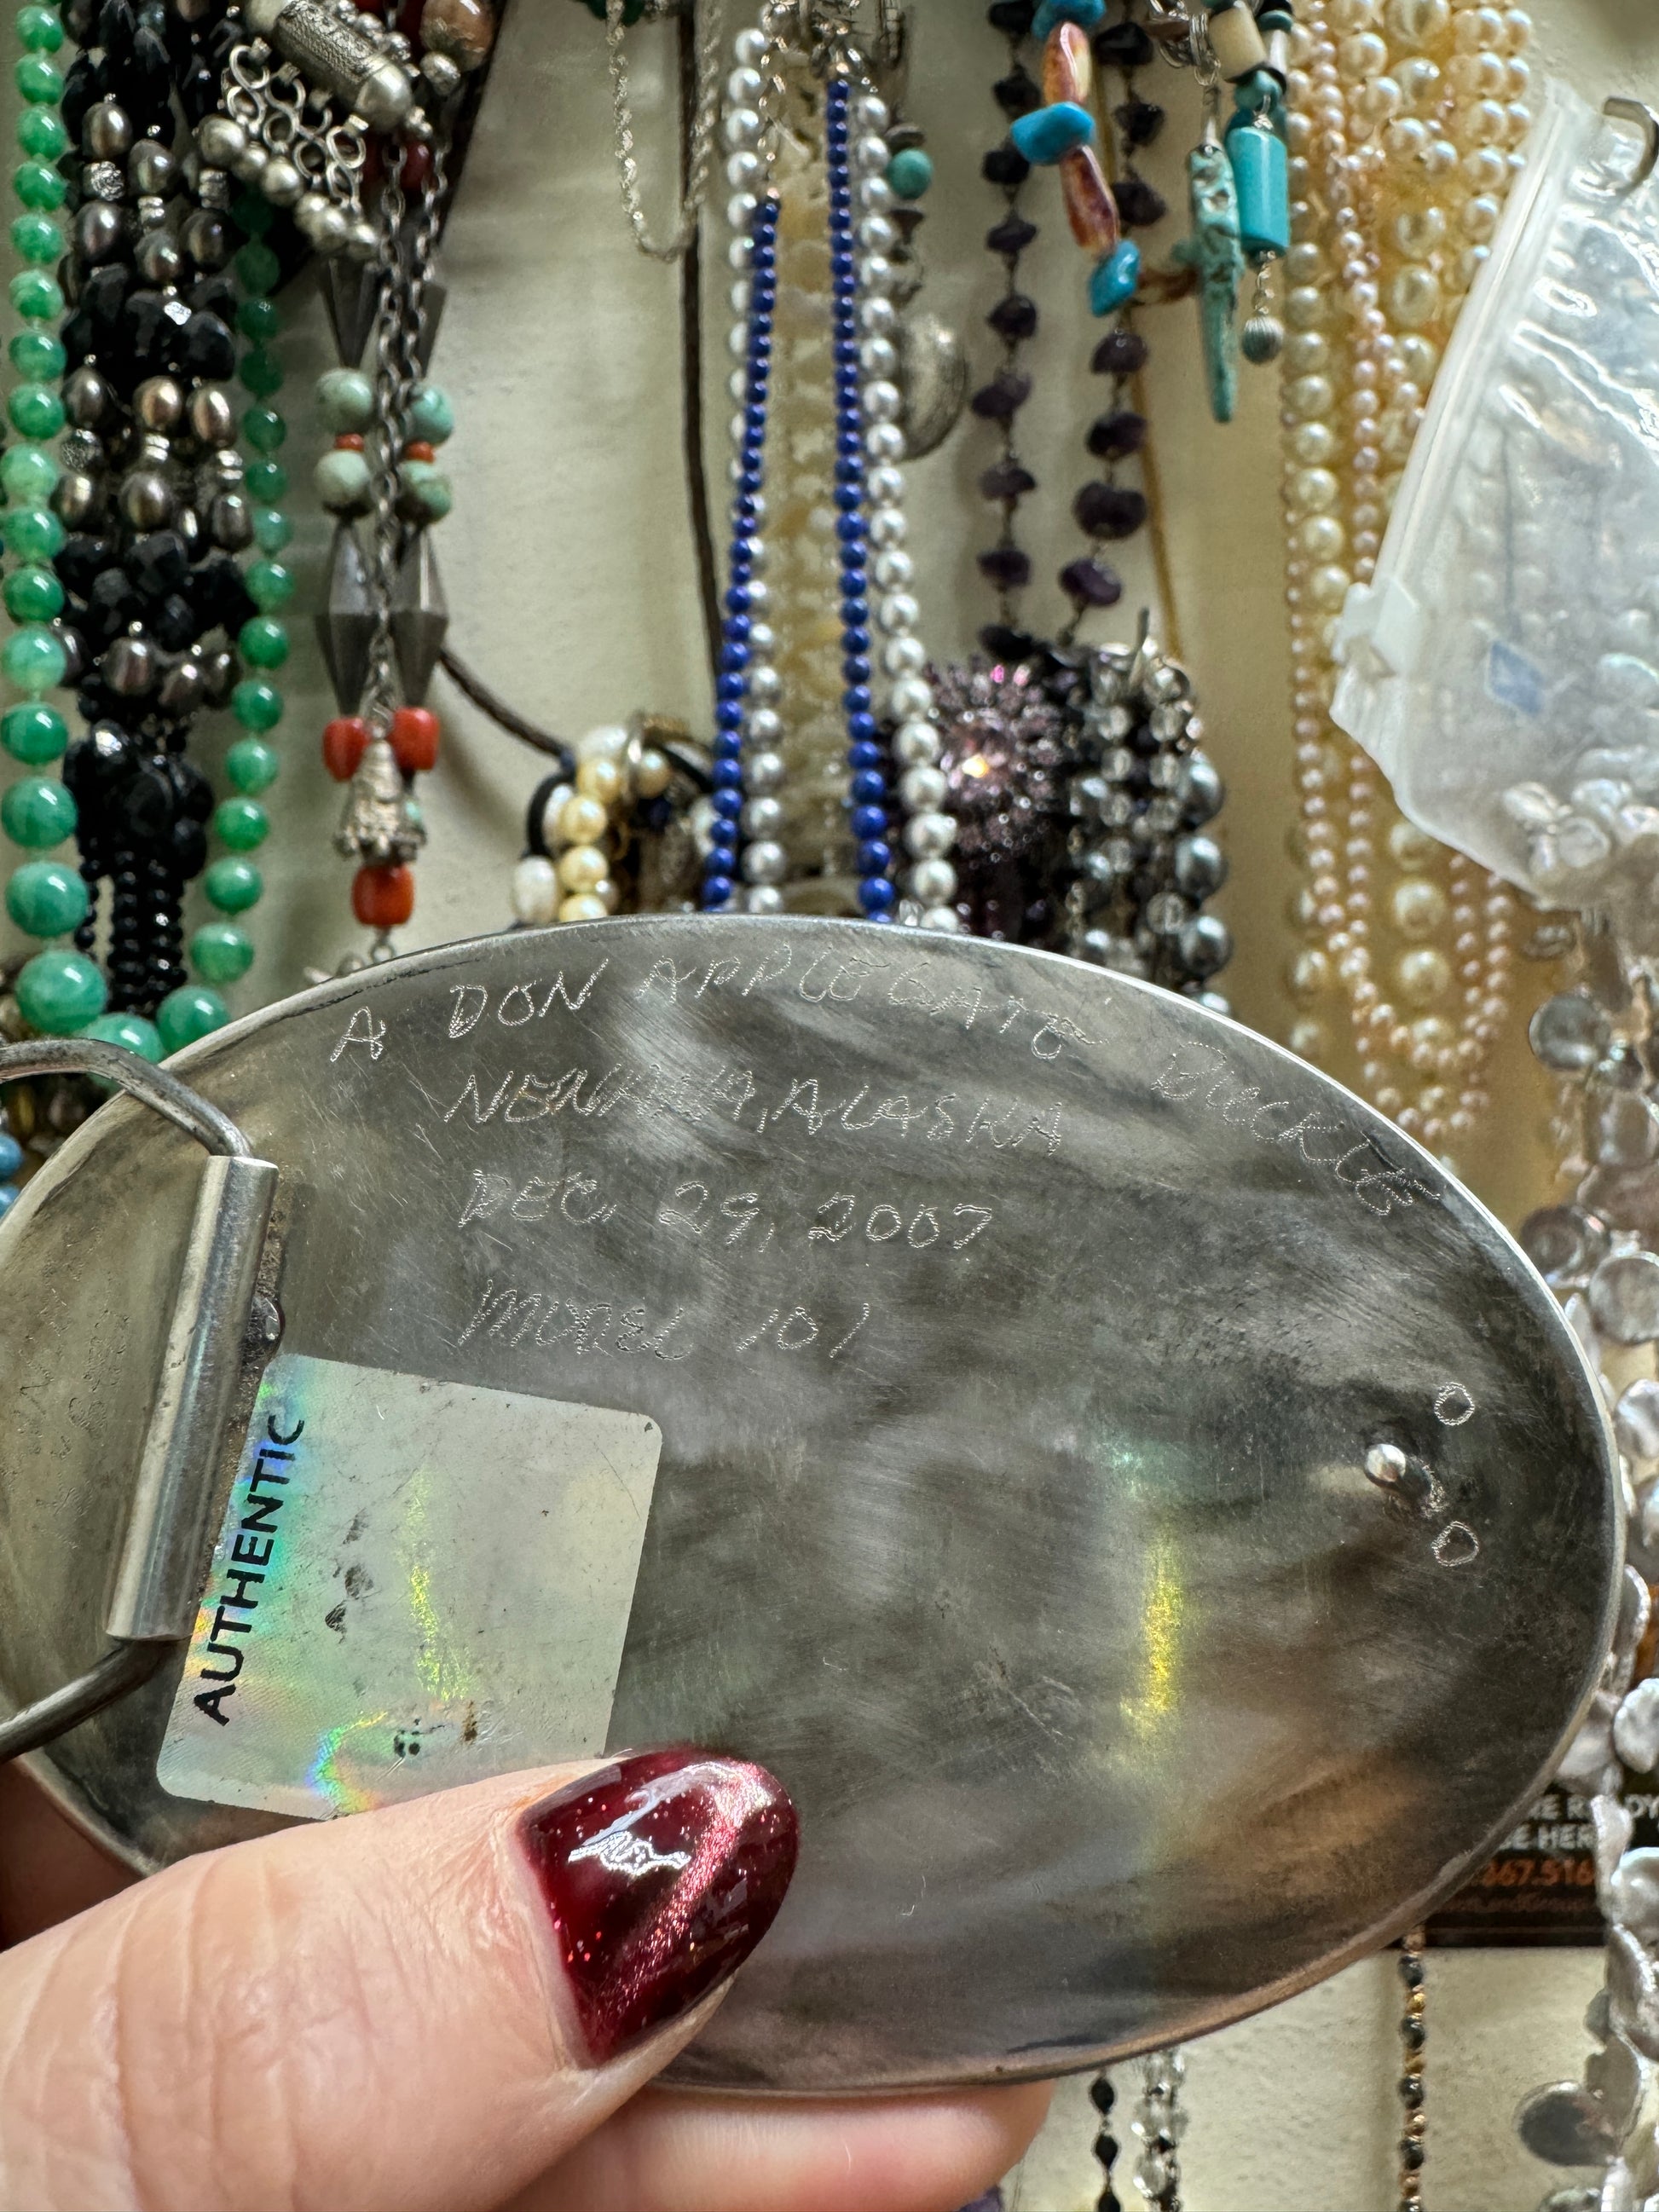 A DON APPLEGATE Buckle
NENANA, ALASKA
DEC. 29, 2007
MODEL 101
AUTHENTIC